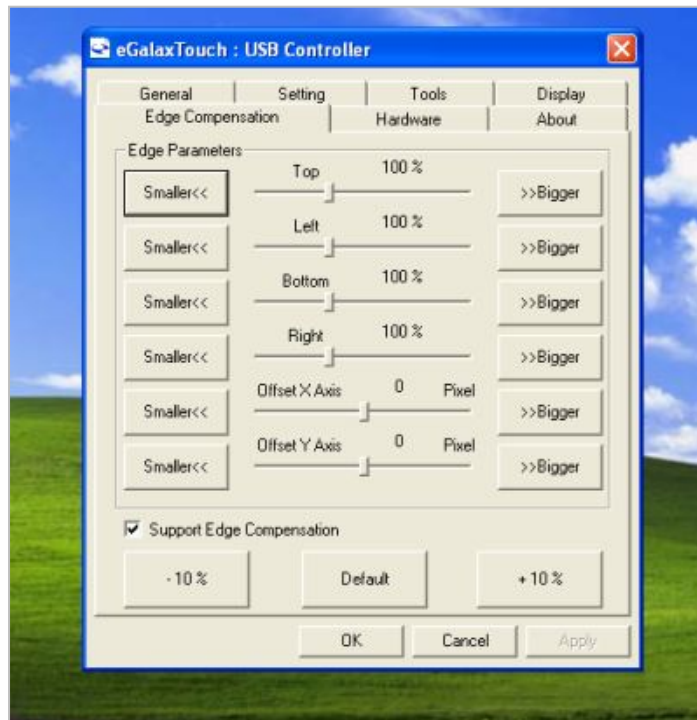 eGalaxTouch : USB Controller
General Setting Tools Display
Edge Compensation Hardware About
Edge Parameters
Top 100 %
Smaller<< >>Bigger
Left 100 %
Smaller<< >>Bigger
Bottom 100 %
Smaller<< >>Bigger
Right 100 %
Smaller<< >>Bigger
Offset X Axis 0 Pixel
Smaller<< >>Bigger
Offset Y Axis 0 Pixel
Smaller<< >>Bigger
Support Edge Compensation
- 10 % Default + 10 %
OK Cancel Apply